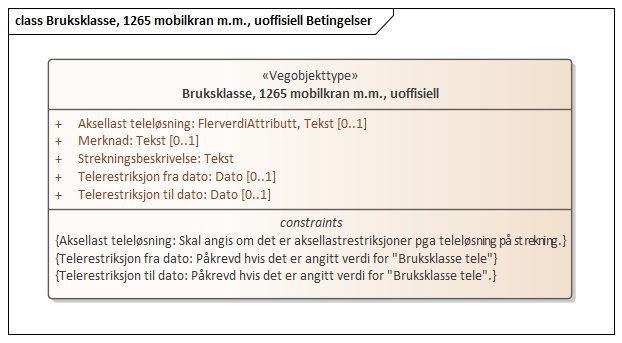 class Bruksklasse, 1265 mobilkran m.m., uoffisiell Betingelser
«Vegobjekttype»
Bruksklasse, 1265 mobilkran m.m., uoffisiell
+ Aksellast teleløsning: FlerverdiAttributt, Tekst [0..1]
+ Merknad: Tekst [0..1]
+ Strekningsbeskrivelse: Tekst
+ Telerestriksjon fra dato: Dato [0..1]
+ Telerestriksjon til dato: Dato [0..1]
constraints
{Aksellast teleløsning: Skal angis om det er aksellastrestriksjoner pga teleløsning på strekning.}
{Telerestriksjon fra dato: Påkrevd hvis det er angitt verdi for "Bruksklasse tele"}
{Telerestriksjon til dato: Påkrevd hvis det er angitt verdi for "Bruksklasse tele".}